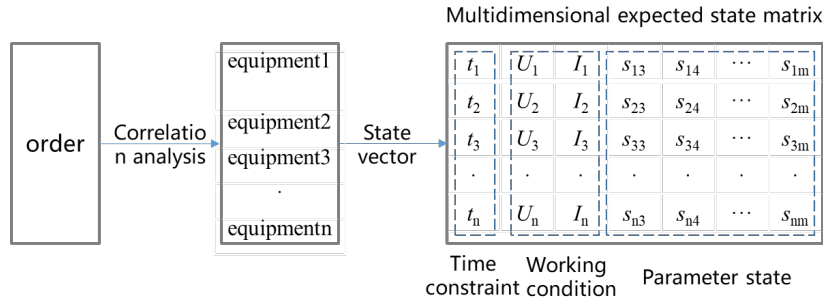 Multidimensional expected state matrix
order
Correlatio
n analysis
equipment1
equipment2
equipment3
.
equipmentn
State
vector
t1 U1 I1 s13 s14 ... s1m
t2 U2 I2 s23 s24 ... s2m
t3 U3 I3 s33 s34 ... s3m
. . . . . . .
tn Un In sn3 sn4 ... snm
Time
constraint
Working
condition
Parameter state